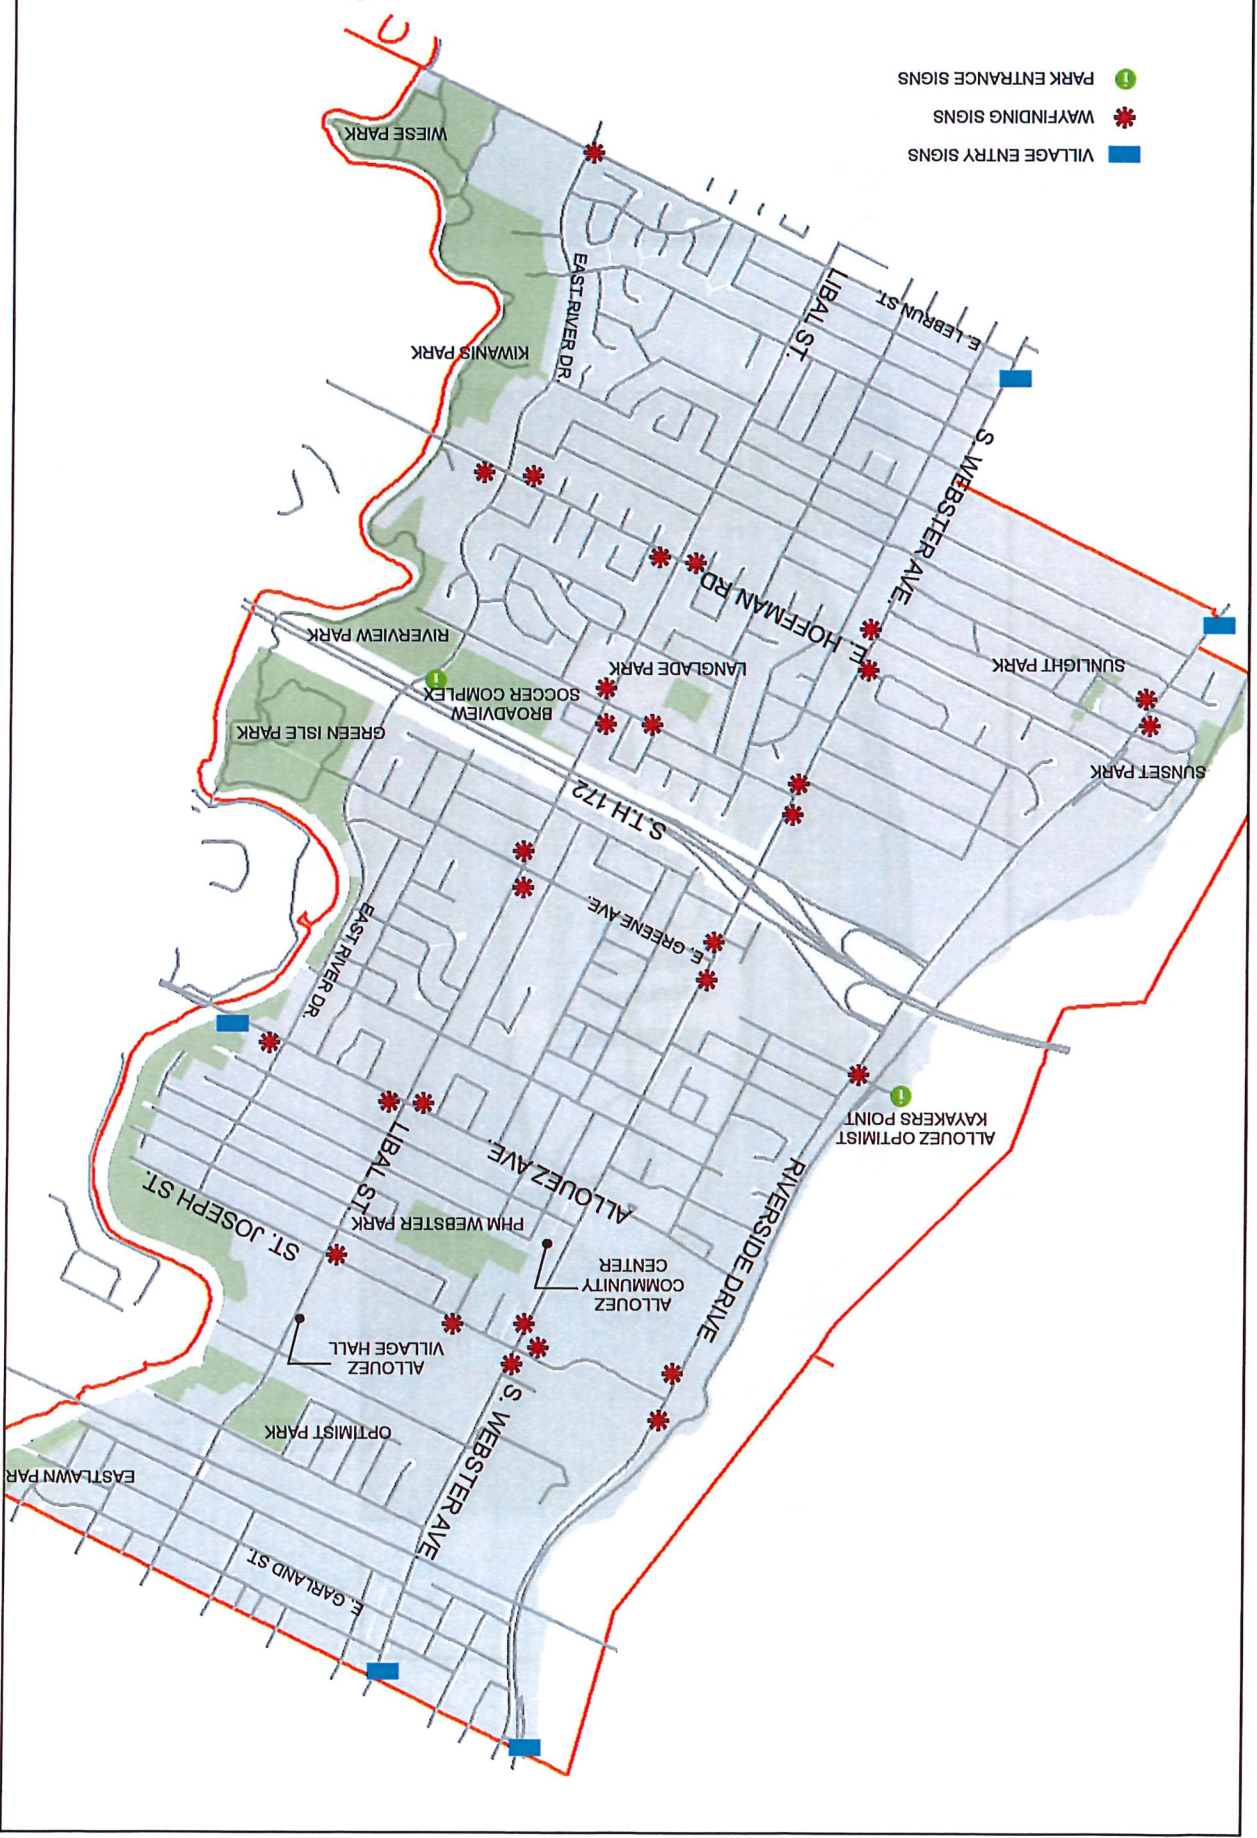 E. GARLAND ST.
EASTLAWN PAR
S. WEBSTER AVE
OPTIMIST PARK
ALLOUEZ
VILLAGE HALL
ALLOUEZ
COMMUNITY
CENTER
RIVERSIDE DRIVE
ST. JOSEPH ST.
PHM WEBSTER PARK
LIBAL ST.
ALLOUEZ AVE.
ALLOUEZ OPTIMIST
KAYAKERS POINT
EAST RIVER DR.
E. GREENE AVE.
S.T.H 172
SUNSET PARK
GREEN ISLE PARK
BROADVIEW
SOCCER COMPLEX
SUNLIGHT PARK
LANGLADE PARK
RIVERVIEW PARK
E. HOFFMAN RD
S. WEBSTER AVE.
KIWANIS PARK
E. LEBRUN ST.
LIBAL ST.
EAST RIVER DR.
VILLAGE ENTRY SIGNS
WAYFINDING SIGNS
PARK ENTRANCE SIGNS
WIESE PARK